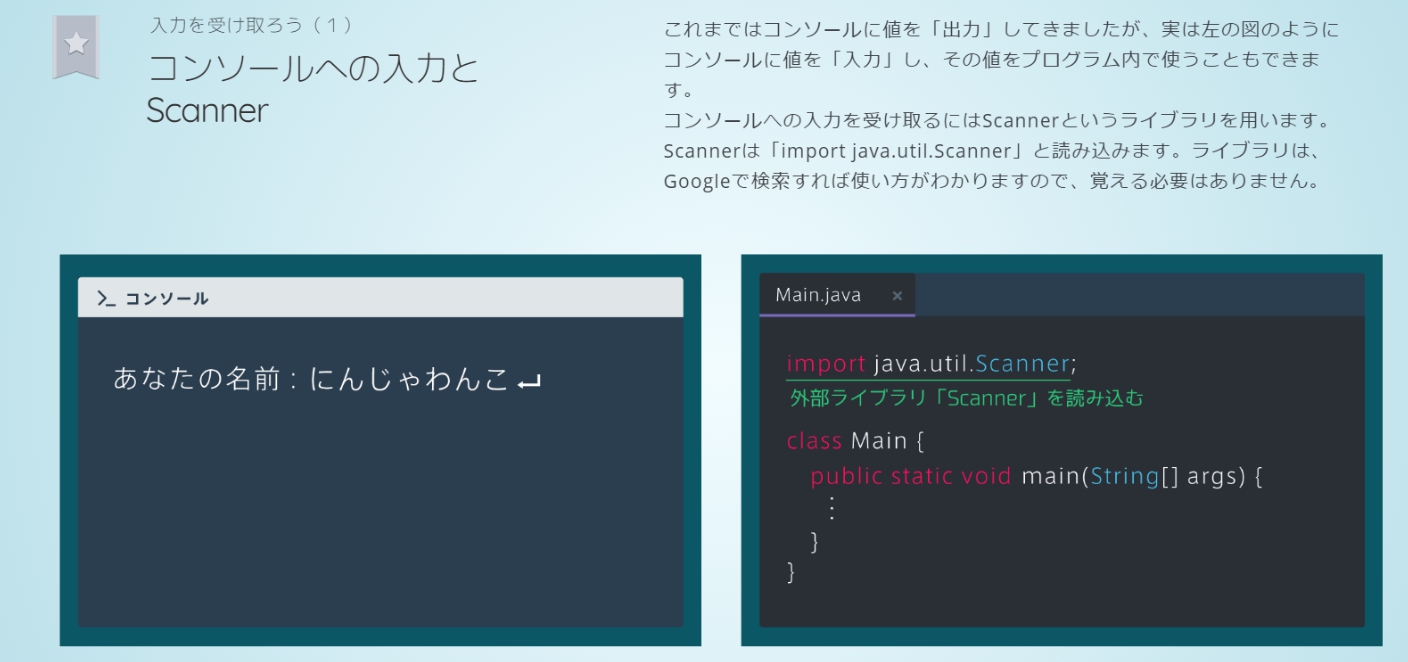 入力を受け取ろう（１）
コンソールへの入力と
Scanner
これまではコンソールに値を「出力」してきましたが、実は左の図のように
コンソールに値を「入力」し、その値をプログラム内で使うこともできま
す。
コンソールへの入力を受け取るにはScannerというライブラリを用います。
Scannerは「import java.util.Scanner」と読み込みます。ライブラリは、
Googleで検索すれば使い方がわかりますので、覚える必要はありません。
>_ コンソール
あなたの名前 : にんじゃわんこ ↵
Main.java ×
import java.util.Scanner;
外部ライブラリ「Scanner」を読み込む
class Main {
public static void main(String[] args) {
⋮
}
}